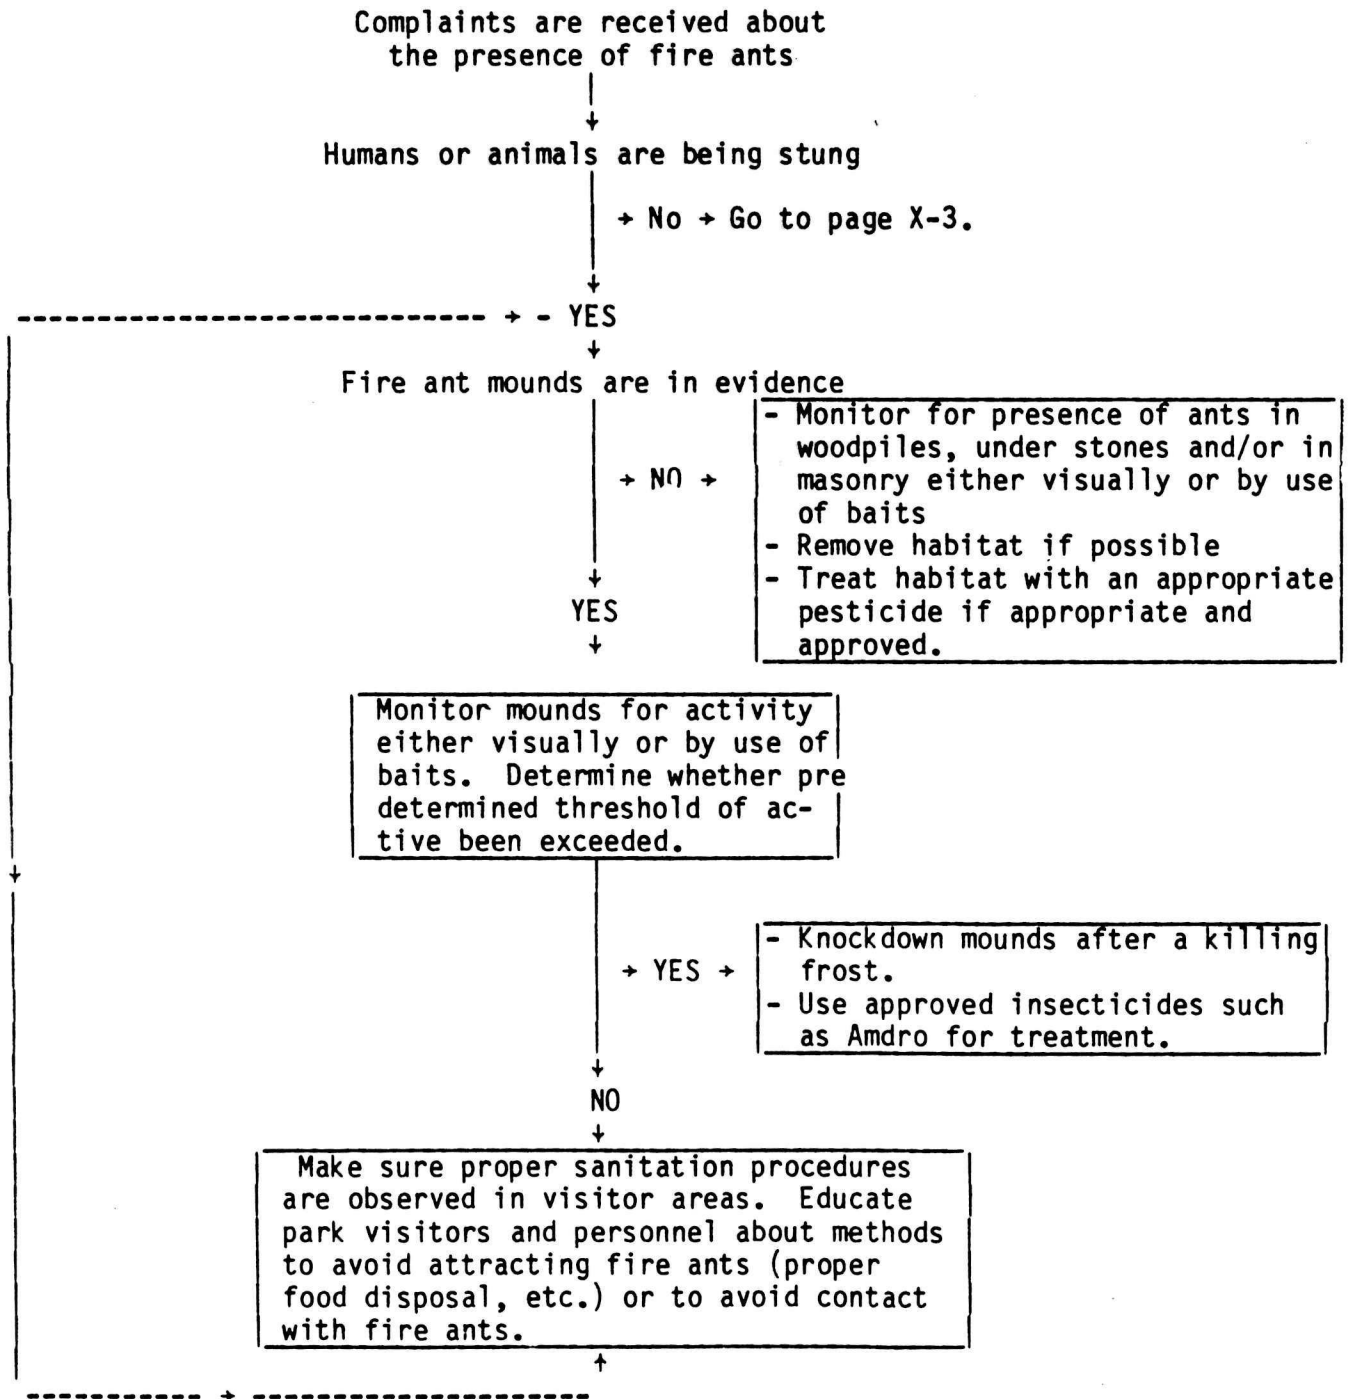 Complaints are received about
the presence of fire ants
Humans or animals are being stung
→ No → Go to page X-3.
→ - YES
Fire ant mounds are in evidence
→ NO →
- Monitor for presence of ants in
woodpiles, under stones and/or in
masonry either visually or by use
of baits
- Remove habitat if possible
- Treat habitat with an appropriate
pesticide if appropriate and
approved.
YES
Monitor mounds for activity
either visually or by use of
baits. Determine whether pre
determined threshold of ac-
tive been exceeded.
→ YES →
- Knockdown mounds after a killing
frost.
- Use approved insecticides such
as Amdro for treatment.
NO
Make sure proper sanitation procedures
are observed in visitor areas. Educate
park visitors and personnel about methods
to avoid attracting fire ants (proper
food disposal, etc.) or to avoid contact
with fire ants.